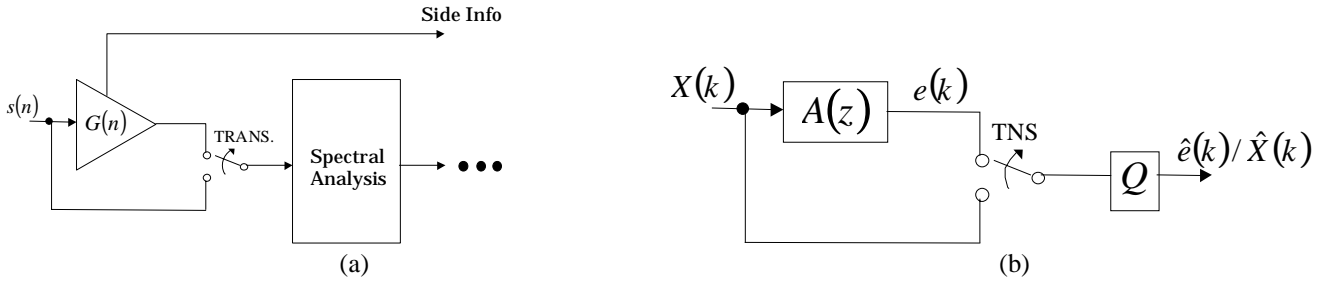 Side Info
s(n)
G(n)
TRANS.
Spectral
Analysis
(a)
X(k)
A(z)
e(k)
TNS
Q
ê(k)/X̂(k)
(b)